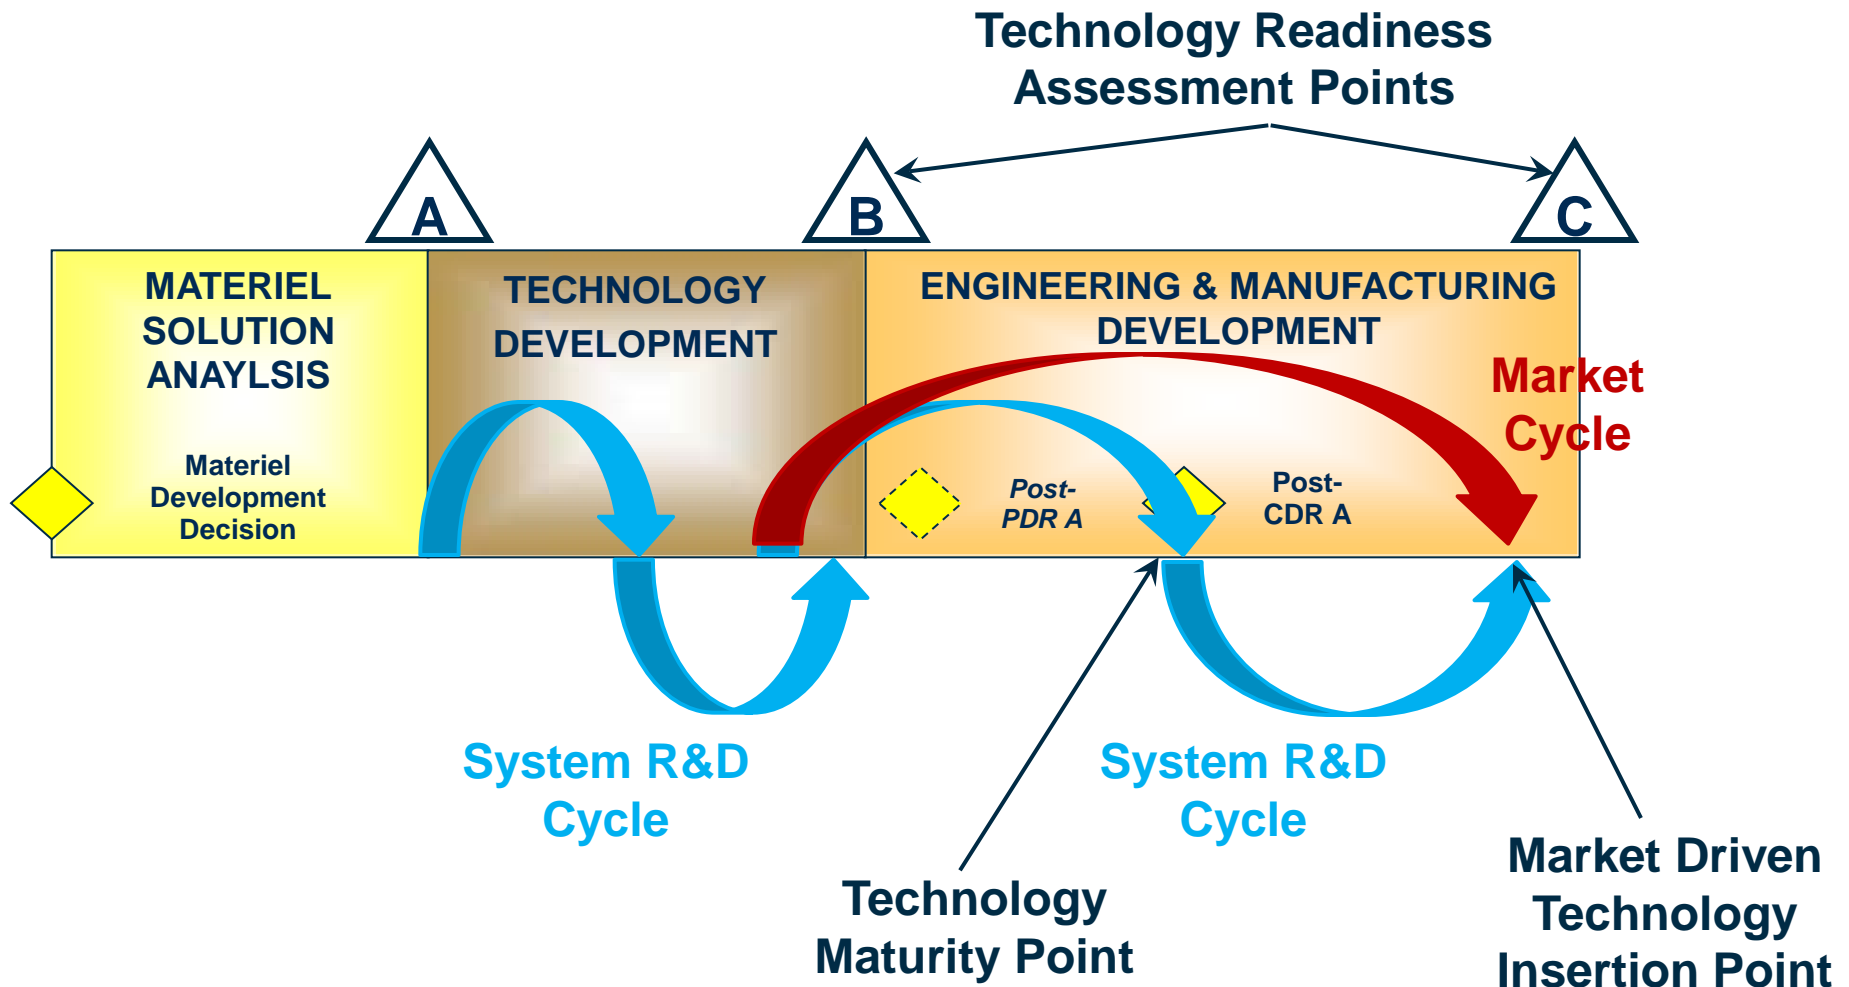 Technology Readiness
Assessment Points
A
B
C
MATERIEL
SOLUTION
ANAYLSIS
TECHNOLOGY
DEVELOPMENT
ENGINEERING & MANUFACTURING
DEVELOPMENT
Market
Cycle
Materiel
Development
Decision
Post-
PDR A
Post-
CDR A
System R&D
Cycle
System R&D
Cycle
Technology
Maturity Point
Market Driven
Technology
Insertion Point